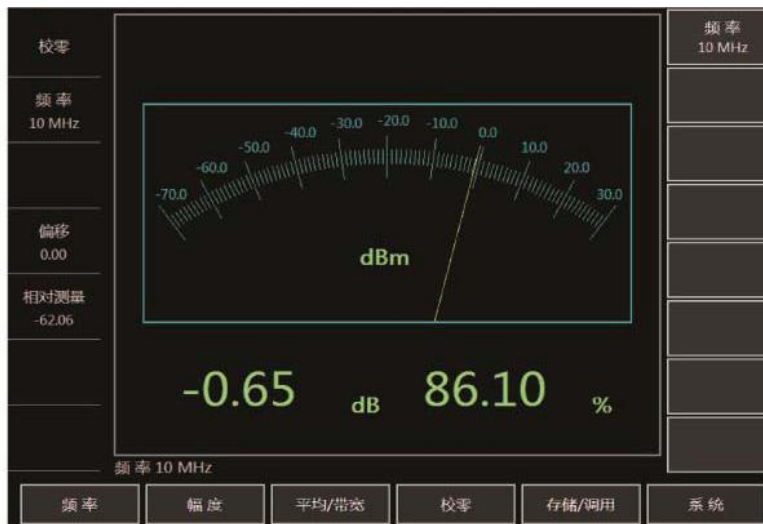 校零
频 率
10 MHz
偏移
0.00
相对测量
-62.06
-70.0
-60.0
-50.0
-40.0
-30.0
-20.0
-10.0
0.0
10.0
20.0
30.0
dBm
-0.65 dB 86.10 %
频 率 10 MHz
频 率
10 MHz
频 率
幅 度
平均/带宽
校零
存储/调用
系 统